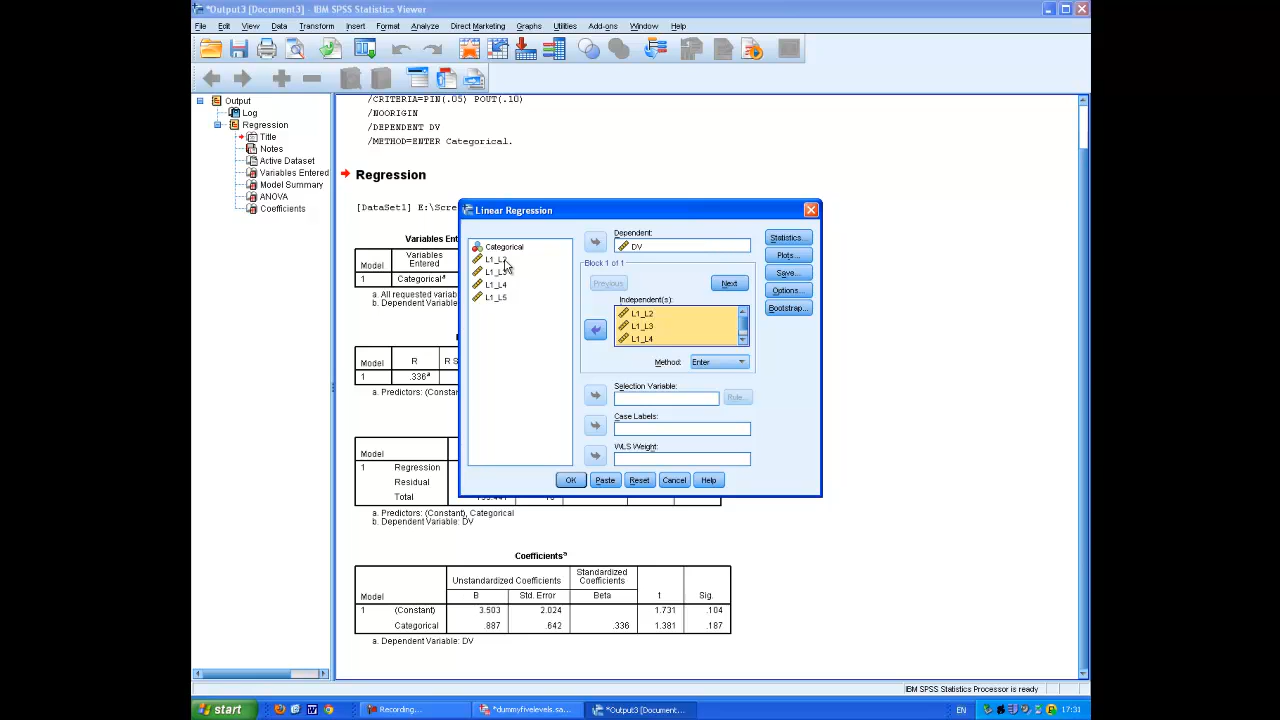 *Output3 [Document3] - IBM SPSS Statistics Viewer
File Edit View Data Transform Insert Format Analyze Direct Marketing Graphs Utilities Add-ons Window Help
Output
Log
Regression
Title
Notes
Active Dataset
Variables Entered
Model Summary
ANOVA
Coefficients
/CRITERIA=PIN(.05) POUT(.10)
/NOORIGIN
/DEPENDENT DV
/METHOD=ENTER Categorical.
Regression
[DataSet1] E:\Scre
Variables Ent
Model Variables Entered
1 Categorical a
a. All requested variab
b. Dependent Variable
Model R R S
1 .336 a
a. Predictors: (Constant
Model
1 Regression
Residual
Total
a. Predictors: (Constant), Categorical
b. Dependent Variable: DV
Coefficients a
Model Unstandardized Coefficients Standardized Coefficients t Sig.
B Std. Error Beta
1 (Constant) 3.503 2.024 1.731 .104
Categorical .887 .642 .336 1.381 .187
a. Dependent Variable: DV
Linear Regression
Categorical
L1_L2
L1_L3
L1_L4
L1_L5
Dependent:
DV
Block 1 of 1
Previous Next
Independent(s):
L1_L2
L1_L3
L1_L4
Method: Enter
Selection Variable:
Rule...
Case Labels:
WLS Weight:
Statistics...
Plots...
Save...
Options...
Bootstrap...
OK Paste Reset Cancel Help
IBM SPSS Statistics Processor is ready
start Recording... *dummyfivelevels.sa... *Output3 [Document... EN 17:31